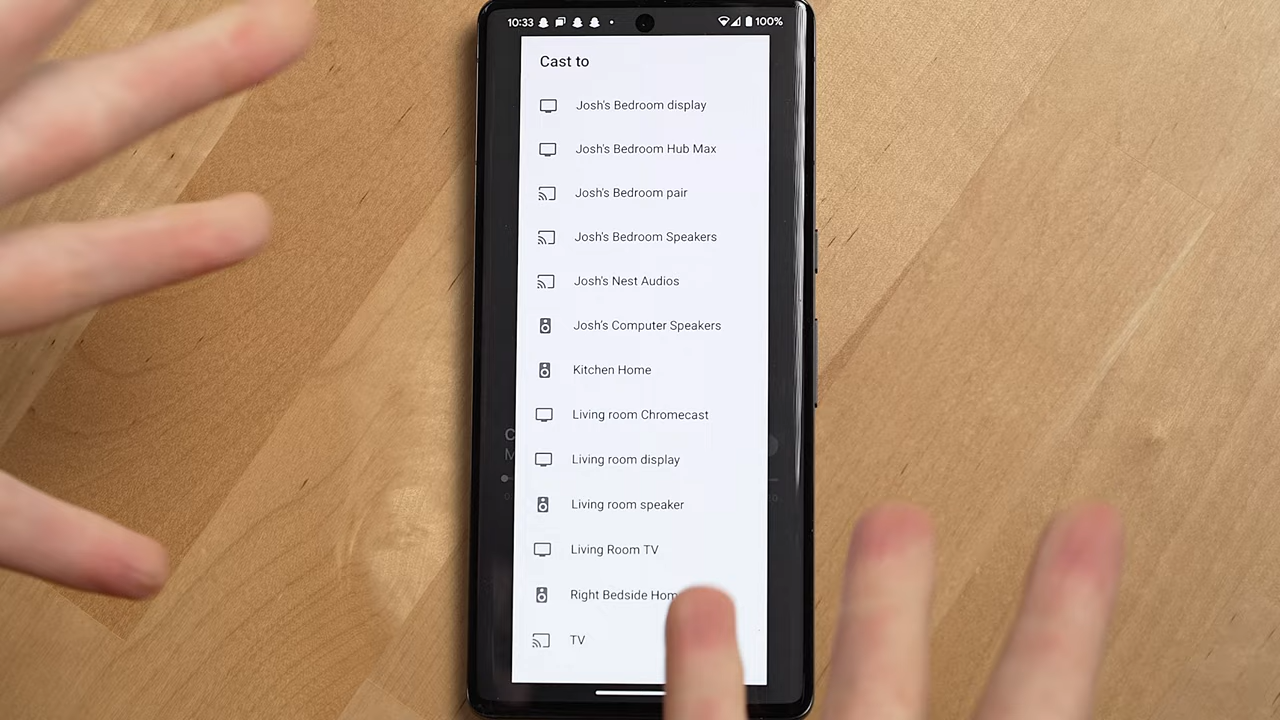 10:33 100%
Cast to
Josh's Bedroom display
Josh's Bedroom Hub Max
Josh's Bedroom pair
Josh's Bedroom Speakers
Josh's Nest Audios
Josh's Computer Speakers
Kitchen Home
Living room Chromecast
Living room display
Living room speaker
Living Room TV
Right Bedside
TV